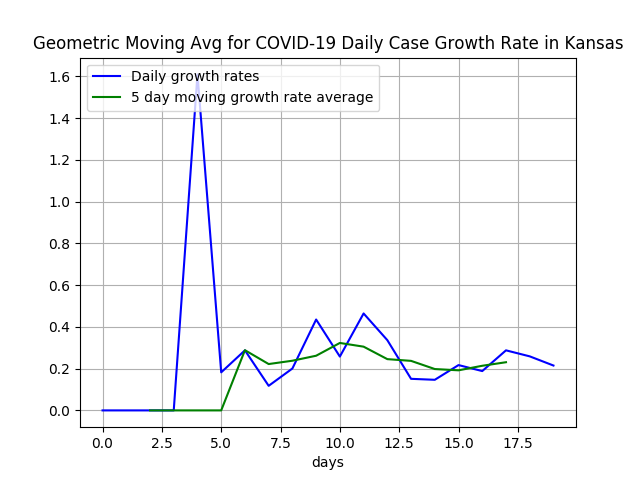 Geometric Moving Avg for COVID-19 Daily Case Growth Rate in Kansas
Daily growth rates
5 day moving growth rate average
1.6
1.4
1.2
1.0
0.8
0.6
0.4
0.2
0.0
0.0 2.5 5.0 7.5 10.0 12.5 15.0 17.5
days